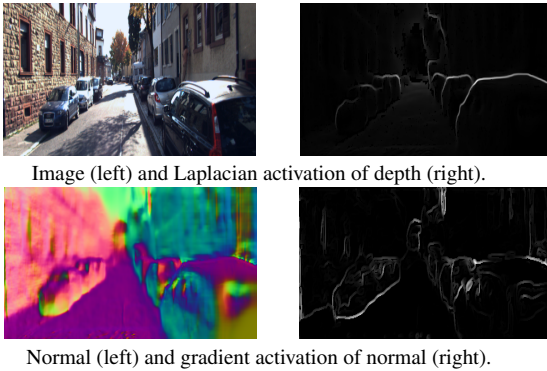 Image (left) and Laplacian activation of depth (right).
Normal (left) and gradient activation of normal (right).